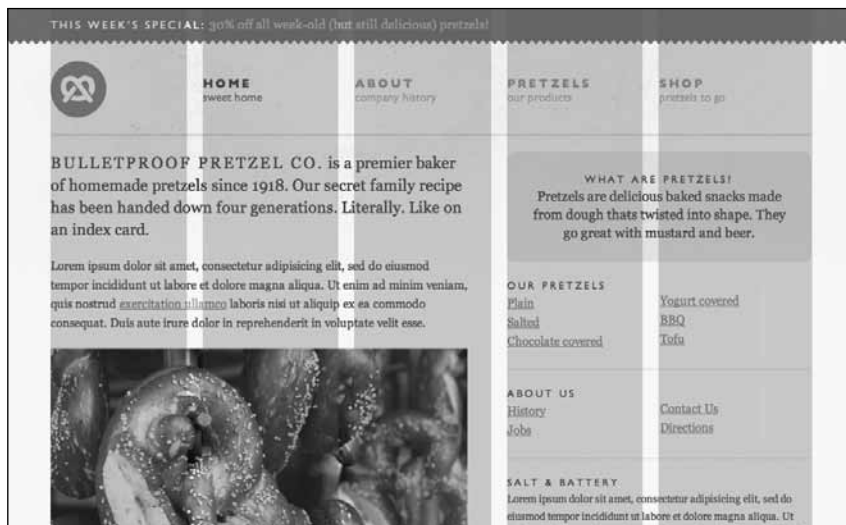 THIS WEEK'S SPECIAL: 30% off all week-old (but still delicious) pretzels!
HOME
sweet home
ABOUT
company history
PRETZELS
our products
SHOP
pretzels to go
BULLETPROOF PRETZEL CO. is a premier baker
of homemade pretzels since 1918. Our secret family recipe
has been handed down four generations. Literally. Like on
an index card.
Lorem ipsum dolor sit amet, consectetur adipisicing elit, sed do eiusmod
tempor incididunt ut labore et dolore magna aliqua. Ut enim ad minim veniam,
quis nostrud exercitation ullamco laboris nisi ut aliquip ex ea commodo
consequat. Duis aute irure dolor in reprehenderit in voluptate velit esse.
WHAT ARE PRETZELS?
Pretzels are delicious baked snacks made
from dough thats twisted into shape. They
go great with mustard and beer.
OUR PRETZELS
Plain
Salted
Chocolate covered
Yogurt covered
BBQ
Tofu
ABOUT US
History
Jobs
Contact Us
Directions
SALT & BATTERY
Lorem ipsum dolor sit amet, consectetur adipisicing elit, sed do
eiusmod tempor incididunt ut labore et dolore magna aliqua. Ut